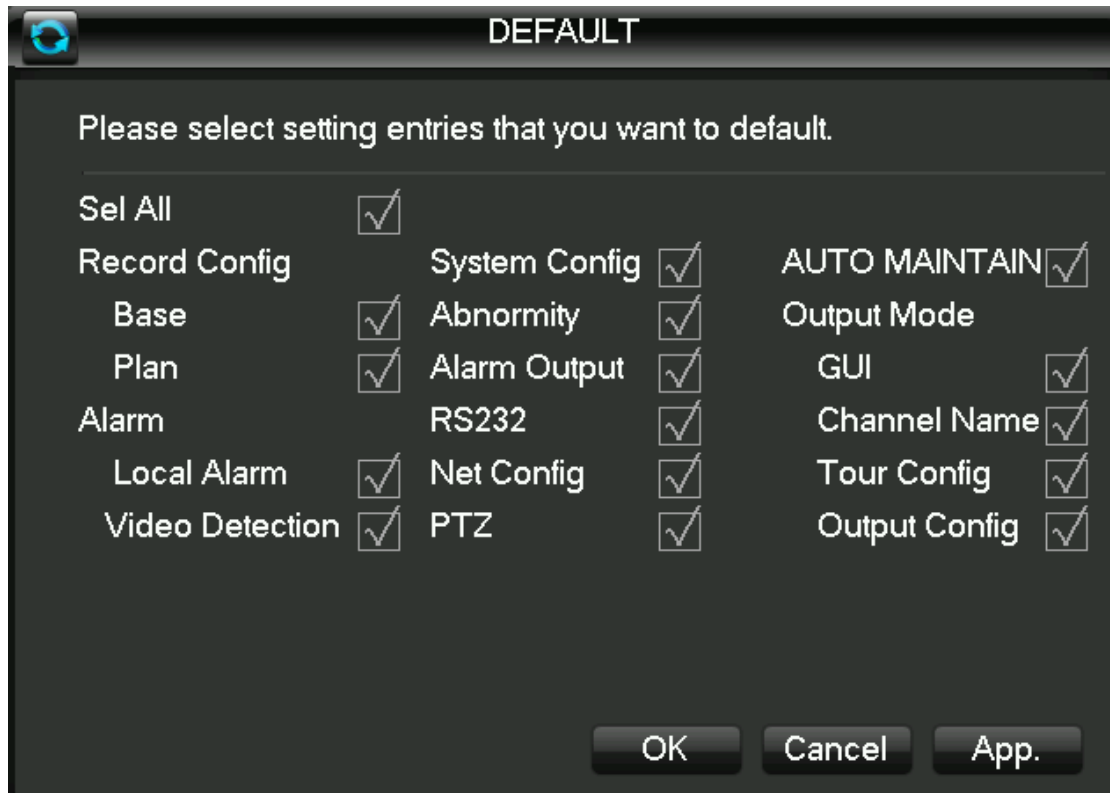 DEFAULT
Please select setting entries that you want to default.
Sel All
Record Config System Config AUTO MAINTAIN
Base Abnormity Output Mode
Plan Alarm Output GUI
Alarm RS232 Channel Name
Local Alarm Net Config Tour Config
Video Detection PTZ Output Config
OK Cancel App.